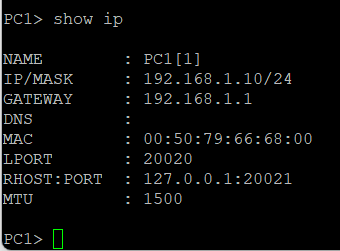 PC1> show ip
NAME        : PC1[1]
IP/MASK     : 192.168.1.10/24
GATEWAY     : 192.168.1.1
DNS         :
MAC         : 00:50:79:66:68:00
LPORT       : 20020
RHOST:PORT  : 127.0.0.1:20021
MTU         : 1500
PC1>